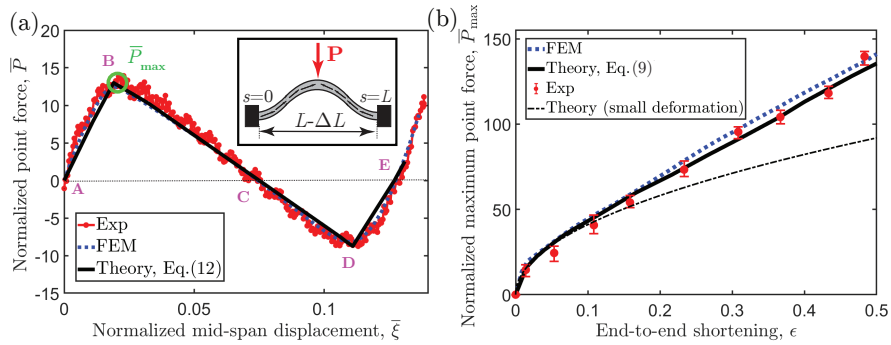 (a)
Normalized point force, P̅
15
10
5
0
-5
-10
-15
0
0.05
0.1
Normalized mid-span displacement, ξ̅
A
B
P̅max
C
D
E
P
s=0
s=L
L-ΔL
Exp
FEM
Theory, Eq.(12)
(b)
Normalized maximum point force, P̅max
150
100
50
0
0
0.1
0.2
0.3
0.4
0.5
End-to-end shortening, ϵ
FEM
Theory, Eq.(9)
Exp
Theory (small deformation)